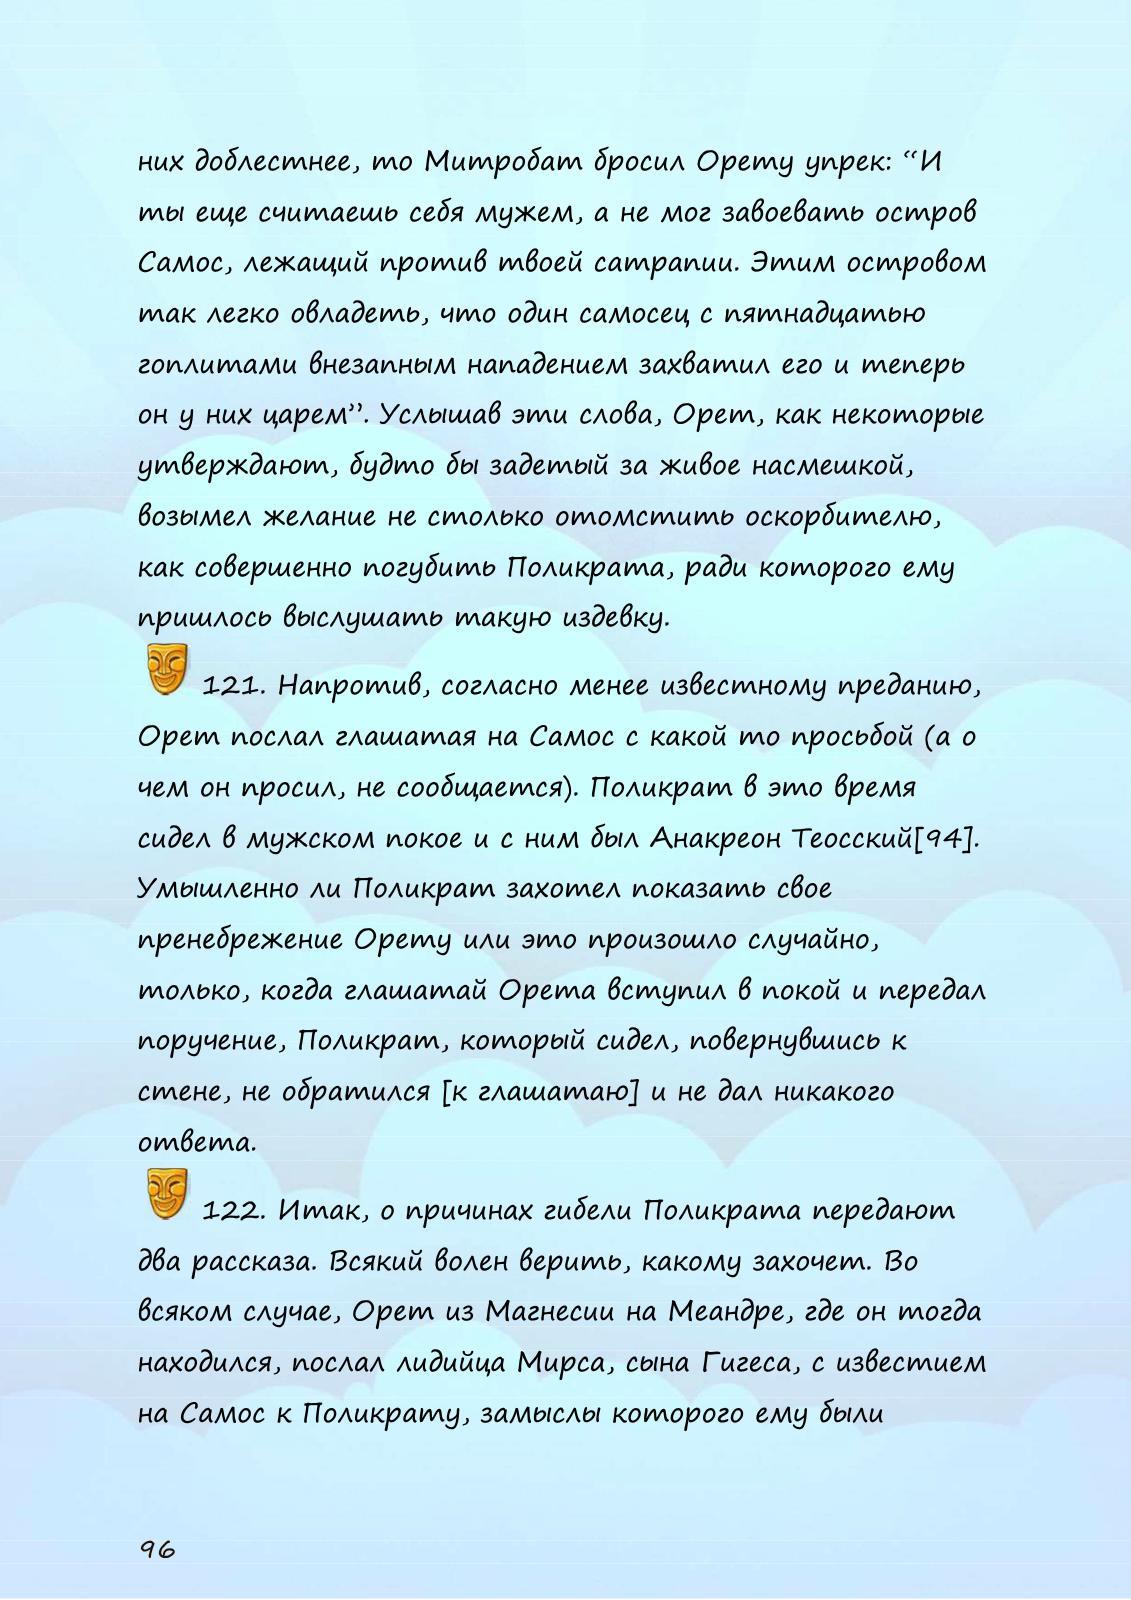 них доблестнее, то Митробат бросил Орету упрек: “И
ты еще считаешь себя мужем, а не мог завоевать остров
Самос, лежащий против твоей сатрапии. Этим островом
так легко овладеть, что один самосец с пятнадцатью
гоплитами внезапным нападением захватил его и теперь
он у них царем”. Услышав эти слова, Орет, как некоторые
утверждают, будто бы задетый за живое насмешкой,
возымел желание не столько отомстить оскорбителю,
как совершенно погубить Поликрата, ради которого ему
пришлось выслушать такую издевку.
121. Напротив, согласно менее известному преданию,
Орет послал глашатая на Самос с какой то просьбой (а о
чем он просил, не сообщается). Поликрат в это время
сидел в мужском покое и с ним был Анакреон Теосский[94].
Умышленно ли Поликрат захотел показать свое
пренебрежение Орету или это произошло случайно,
только, когда глашатай Орета вступил в покой и передал
поручение, Поликрат, который сидел, повернувшись к
стене, не обратился [к глашатаю] и не дал никакого
ответа.
122. Итак, о причинах гибели Поликрата передают
два рассказа. Всякий волен верить, какому захочет. Во
всяком случае, Орет из Магнесии на Меандре, где он тогда
находился, послал лидийца Мирса, сына Гигеса, с известием
на Самос к Поликрату, замыслы которого ему были
96